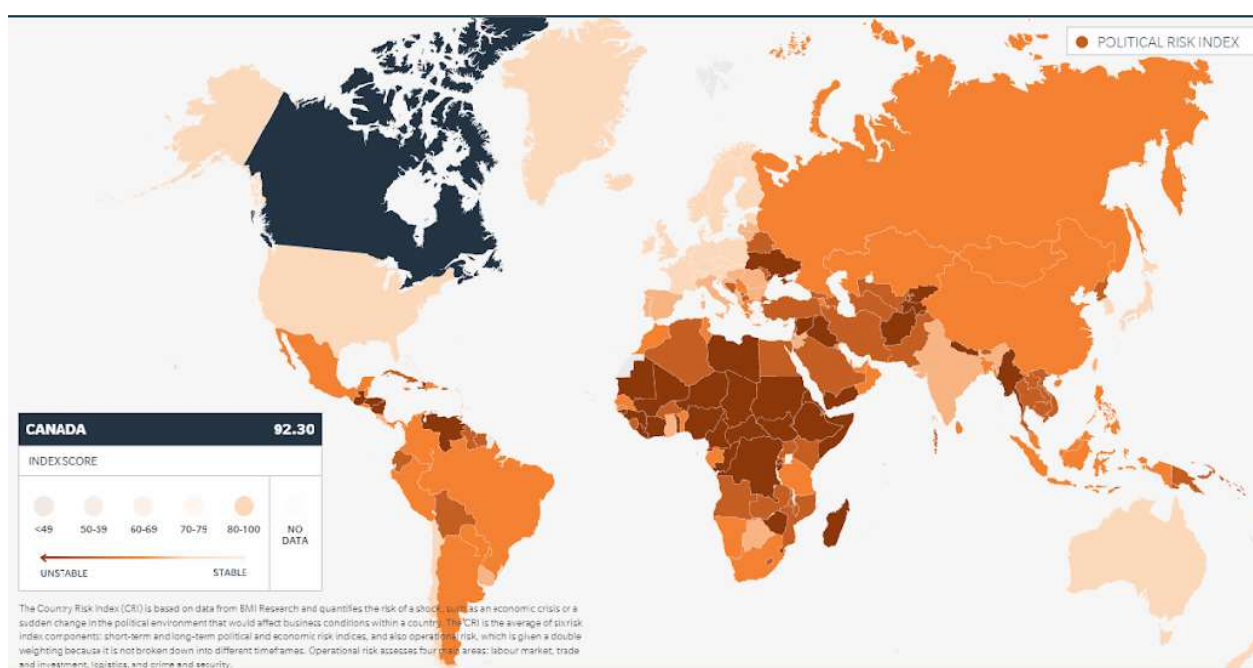 POLITICAL RISK INDEX
CANADA 92.30
INDEX SCORE
<49 50-59 60-69 70-79 80-100 NO DATA
UNSTABLE STABLE
The Country Risk Index (CRI) is based on data from BMI Research and quantifies the risk of a shock, such as an economic crisis or a
sudden change in the political environment that would affect business conditions within a country. The CRI is the average of six risk
index components: short-term and long-term political and economic risk indices, and also operational risk, which is given a double
weighting because it is not broken down into different timeframes. Operational risk assesses four main areas: labour market, trade
and investment, logistics, and crime and security.